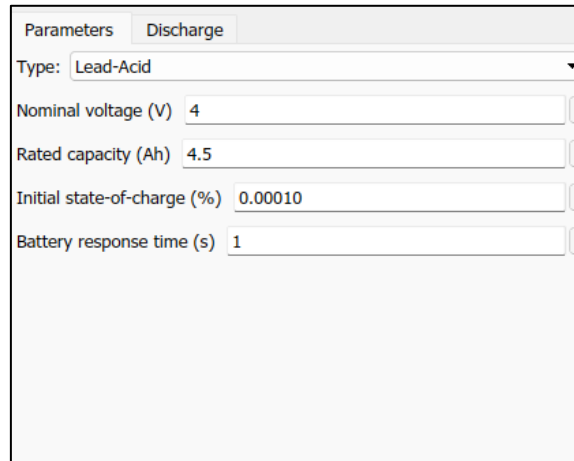 Parameters Discharge
Type: Lead-Acid
Nominal voltage (V) 4
Rated capacity (Ah) 4.5
Initial state-of-charge (%) 0.00010
Battery response time (s) 1